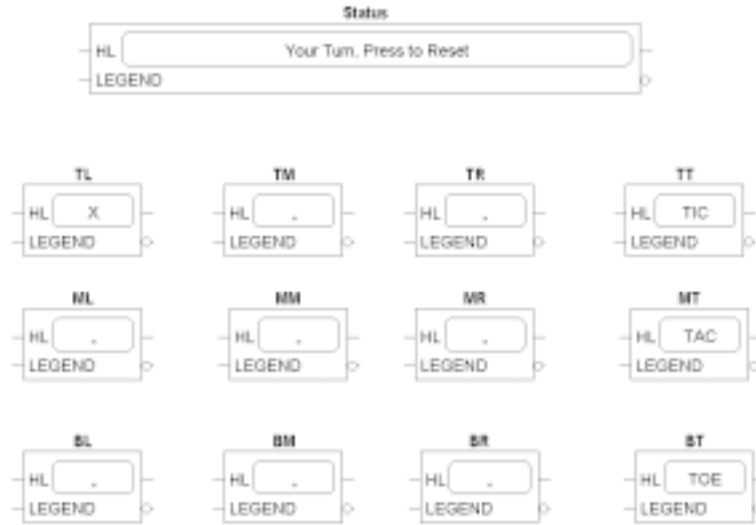 Status
HL Your Turn, Press to Reset
LEGEND
TL TM TR TT
HL X HL . HL . HL TIC
LEGEND LEGEND LEGEND LEGEND
ML MM MR MT
HL . HL . HL . HL TAC
LEGEND LEGEND LEGEND LEGEND
BL BM BR BT
HL . HL . HL . HL TOE
LEGEND LEGEND LEGEND LEGEND